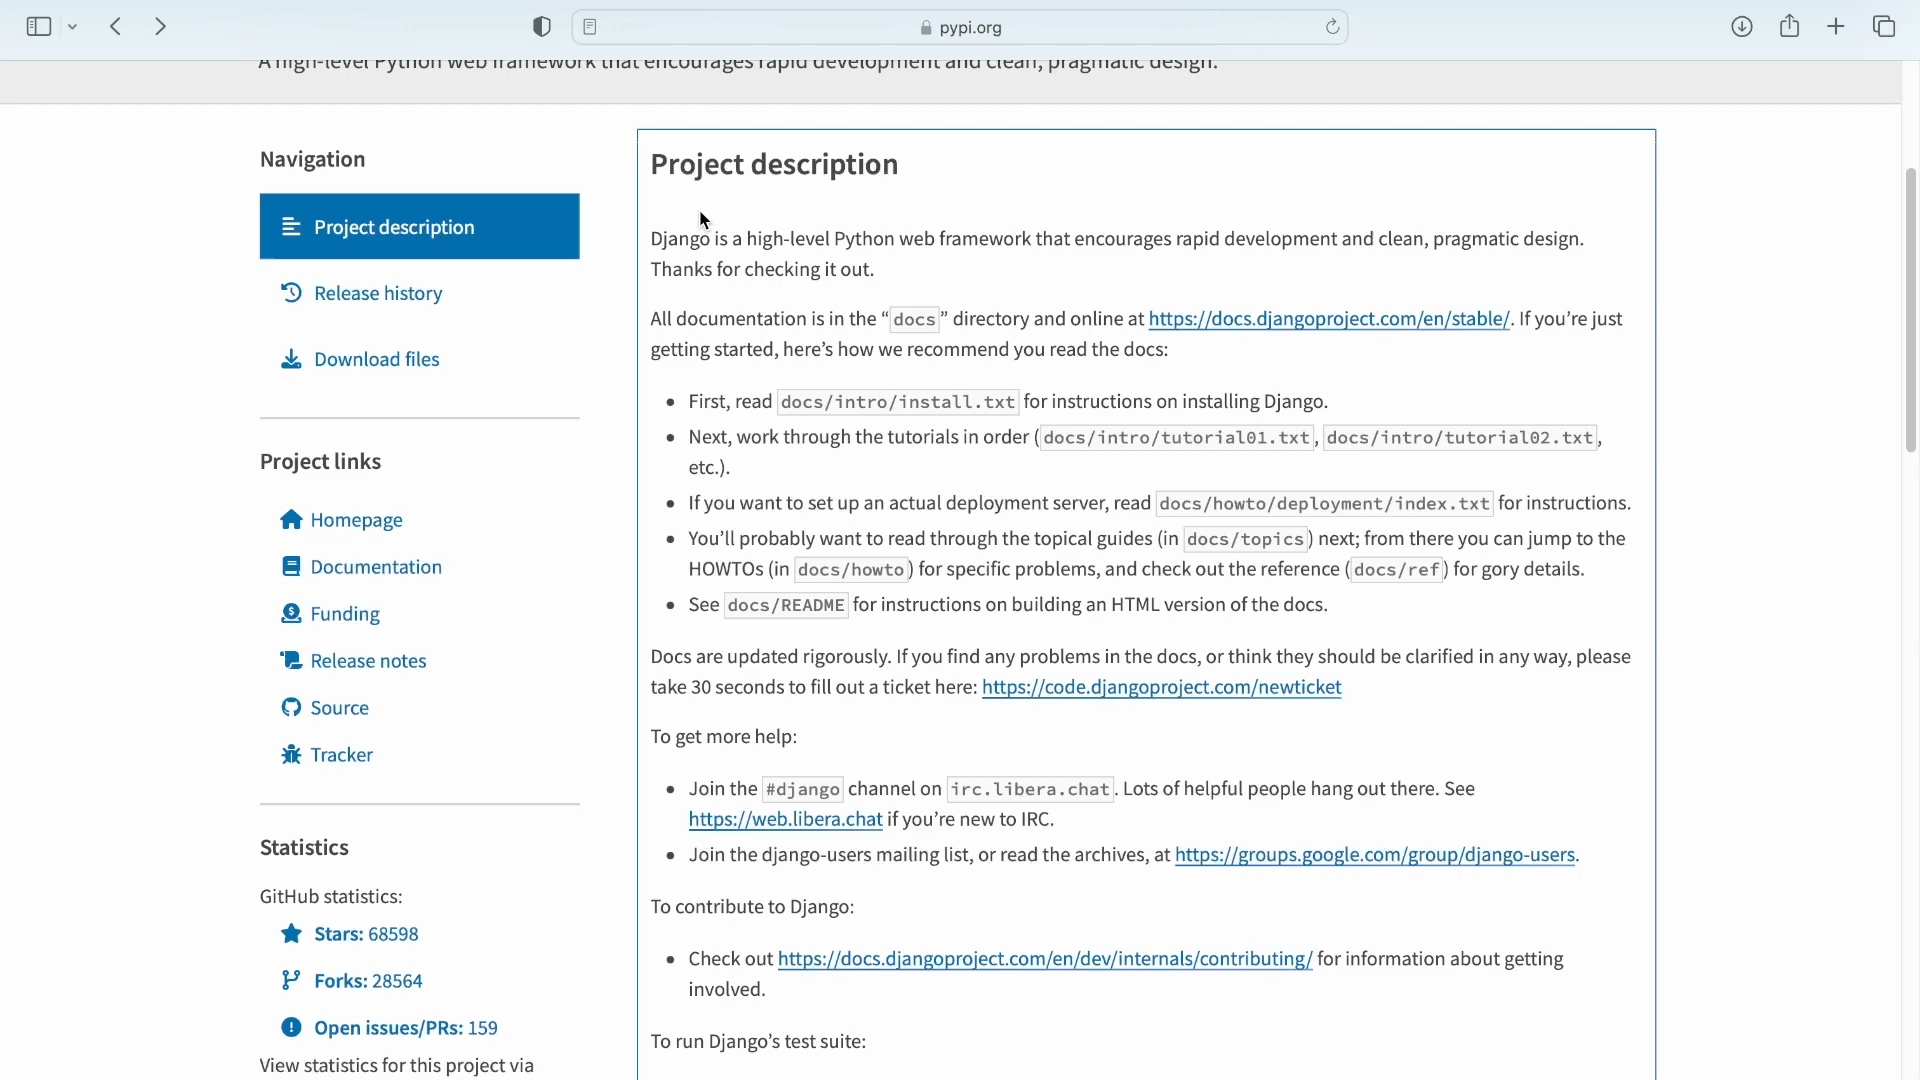 pypi.org
A high-level Python web framework that encourages rapid development and clean, pragmatic design.
Navigation
Project description
Release history
Download files
Project links
Homepage
Documentation
Funding
Release notes
Source
Tracker
Statistics
GitHub statistics:
Stars: 68598
Forks: 28564
Open issues/PRs: 159
View statistics for this project via
Project description
Django is a high-level Python web framework that encourages rapid development and clean, pragmatic design.
Thanks for checking it out.
All documentation is in the “docs” directory and online at https://docs.djangoproject.com/en/stable/. If you’re just
getting started, here’s how we recommend you read the docs:
• First, read docs/intro/install.txt for instructions on installing Django.
• Next, work through the tutorials in order (docs/intro/tutorial01.txt, docs/intro/tutorial02.txt,
etc.).
• If you want to set up an actual deployment server, read docs/howto/deployment/index.txt for instructions.
• You’ll probably want to read through the topical guides (in docs/topics) next; from there you can jump to the
HOWTOs (in docs/howto) for specific problems, and check out the reference (docs/ref) for gory details.
• See docs/README for instructions on building an HTML version of the docs.
Docs are updated rigorously. If you find any problems in the docs, or think they should be clarified in any way, please
take 30 seconds to fill out a ticket here: https://code.djangoproject.com/newticket
To get more help:
• Join the #django channel on irc.libera.chat. Lots of helpful people hang out there. See
https://web.libera.chat if you’re new to IRC.
• Join the django-users mailing list, or read the archives, at https://groups.google.com/group/django-users.
To contribute to Django:
• Check out https://docs.djangoproject.com/en/dev/internals/contributing/ for information about getting
involved.
To run Django’s test suite: